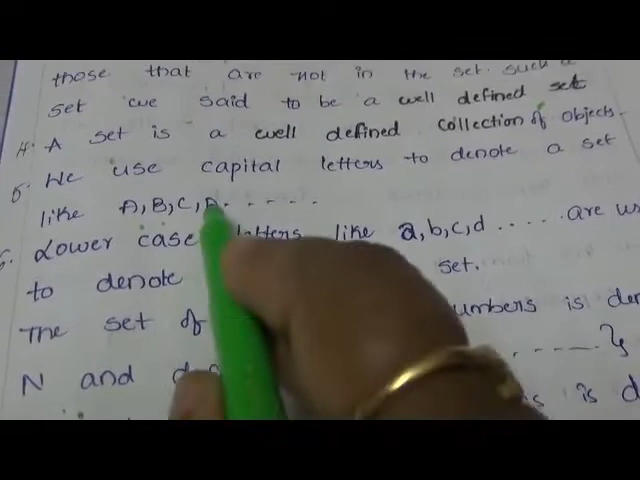 those that are not in the set. such a
set we said to be a well defined set
4. A set is a well defined collection of objects.
5. We use capital letters to denote a set
like A, B, C, D. - - - - .
6. Lower case letters like a, b, c, d ..... are
to denote set.
The set of umbers is
N and . - - - - }
is